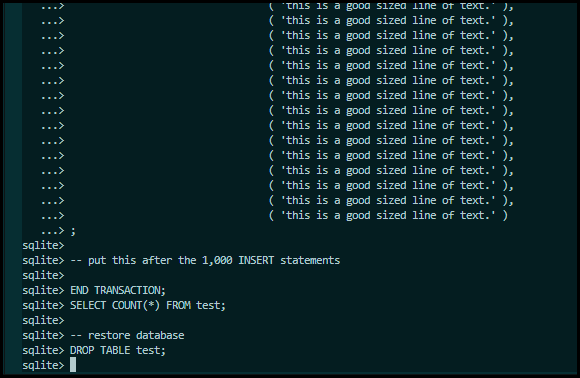 ...> ( 'this is a good sized line of text.' ),
...> ( 'this is a good sized line of text.' ),
...> ( 'this is a good sized line of text.' ),
...> ( 'this is a good sized line of text.' ),
...> ( 'this is a good sized line of text.' ),
...> ( 'this is a good sized line of text.' ),
...> ( 'this is a good sized line of text.' ),
...> ( 'this is a good sized line of text.' ),
...> ( 'this is a good sized line of text.' ),
...> ( 'this is a good sized line of text.' ),
...> ( 'this is a good sized line of text.' ),
...> ( 'this is a good sized line of text.' ),
...> ( 'this is a good sized line of text.' ),
...> ( 'this is a good sized line of text.' ),
...> ( 'this is a good sized line of text.' )
...> ;
sqlite>
sqlite> -- put this after the 1,000 INSERT statements
sqlite>
sqlite> END TRANSACTION;
sqlite> SELECT COUNT(*) FROM test;
sqlite>
sqlite> -- restore database
sqlite> DROP TABLE test;
sqlite>